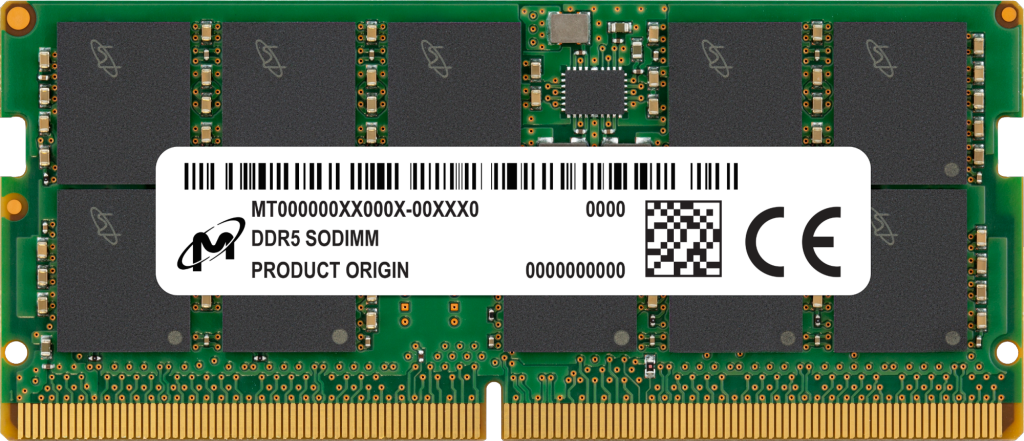 MT000000XX000X-00XXX0 0000
DDR5 SODIMM
PRODUCT ORIGIN 0000000000
CE